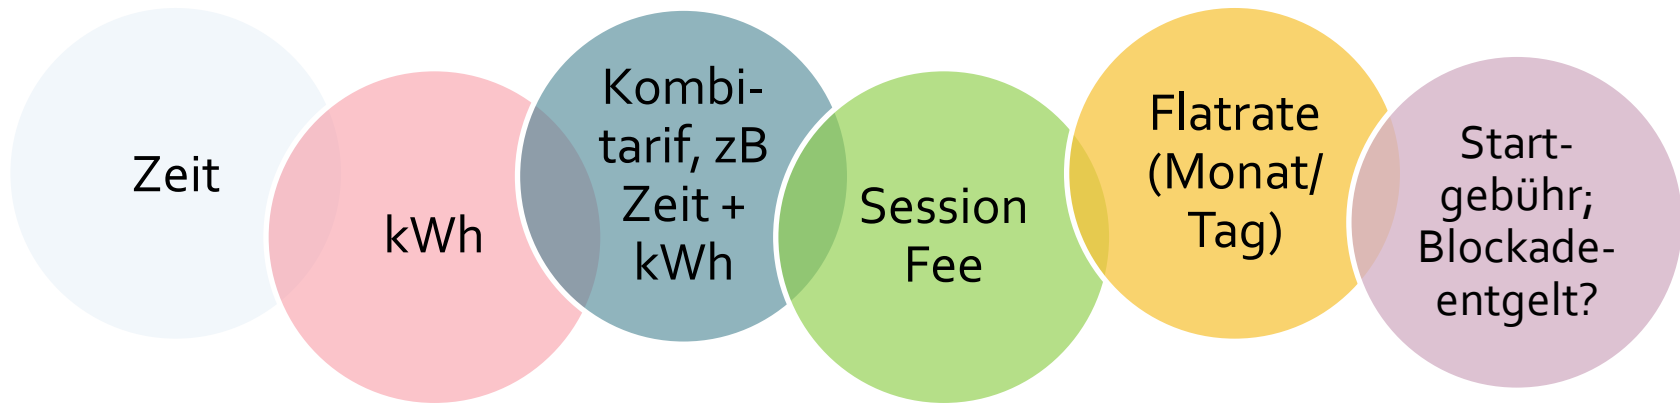 Zeit
kWh
Kombi-
tarif, zB
Zeit +
kWh
Session
Fee
Flatrate
(Monat/
Tag)
Start-
gebühr;
Blockade-
entgelt?